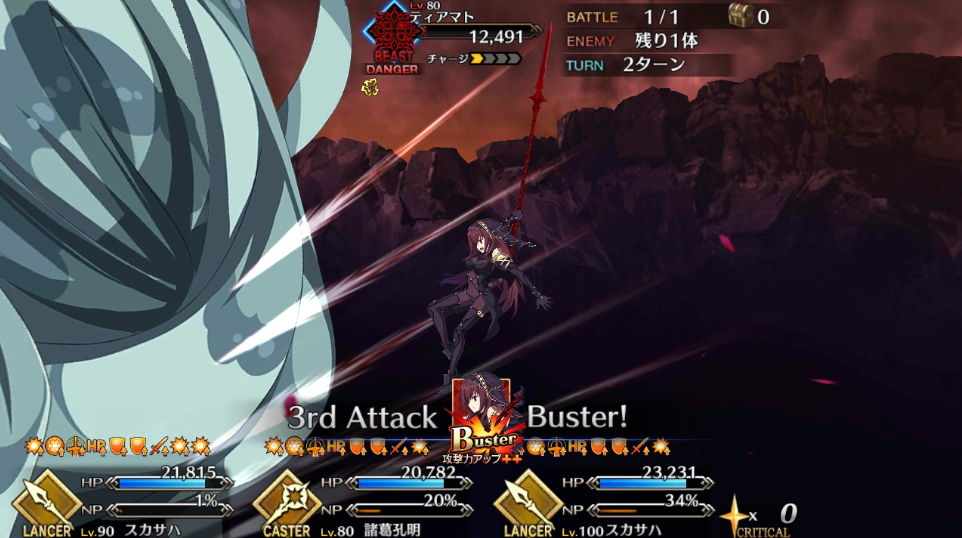 Lv.80
ティアマト
12,491
BEAST
DANGER
チャージ
BATTLE 1/1 0
ENEMY 残り1体
TURN 2ターン
3rd Attack Buster!
Buster
攻撃力アップ++
HP 21,815
NP 1%
LANCER Lv.90 スカサハ
HP 20,782
NP 20%
CASTER Lv.80 諸葛孔明
HP 23,231
NP 34%
LANCER Lv.100 スカサハ
x 0
CRITICAL